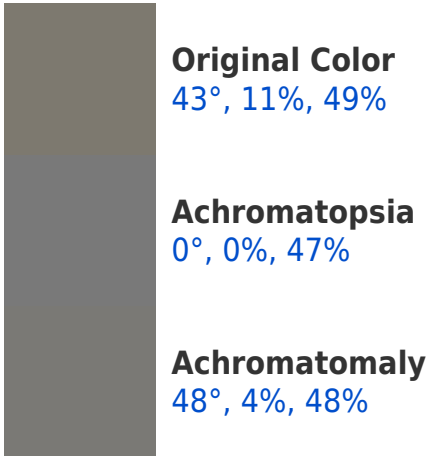 Original Color
43°, 11%, 49%
Achromatopsia
0°, 0%, 47%
Achromatomaly
48°, 4%, 48%